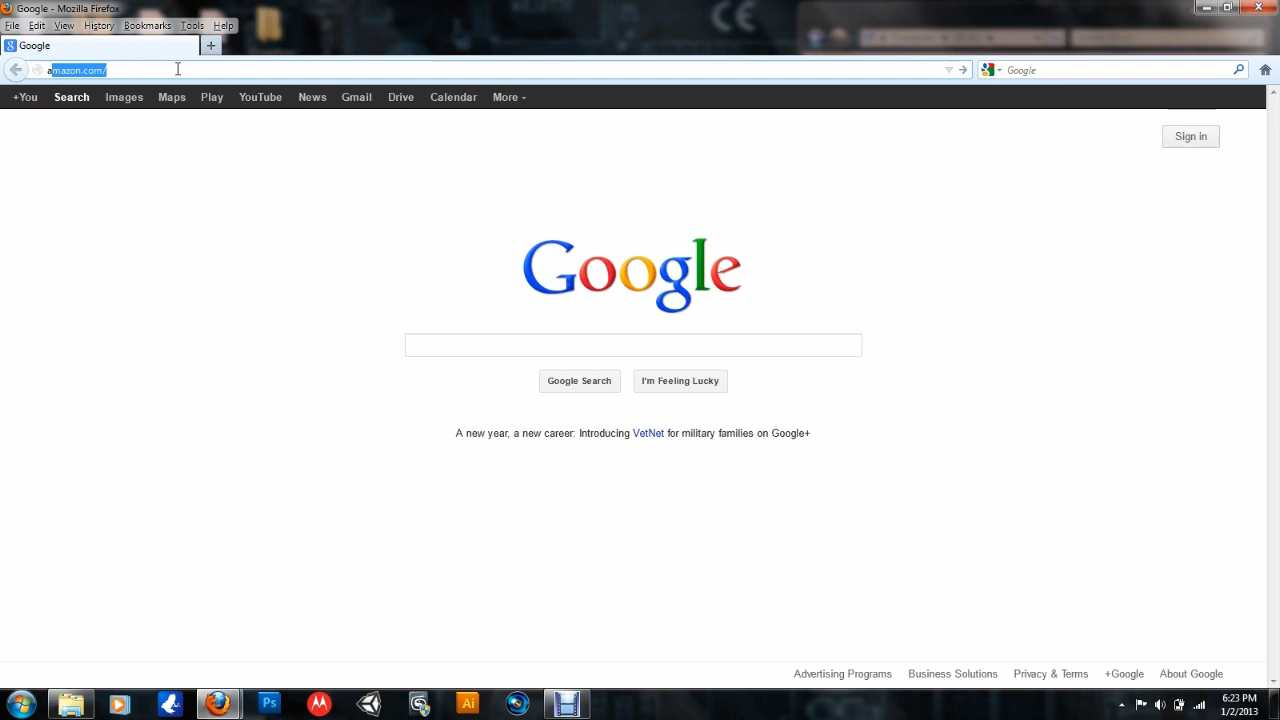 Google - Mozilla Firefox
File Edit View History Bookmarks Tools Help
Google
amazon.com/
Google
+You Search Images Maps Play YouTube News Gmail Drive Calendar More
Sign in
Google
Google Search I'm Feeling Lucky
A new year, a new career: Introducing VetNet for military families on Google+
Advertising Programs Business Solutions Privacy & Terms +Google About Google
Ps Ai
6:23 PM
1/2/2013